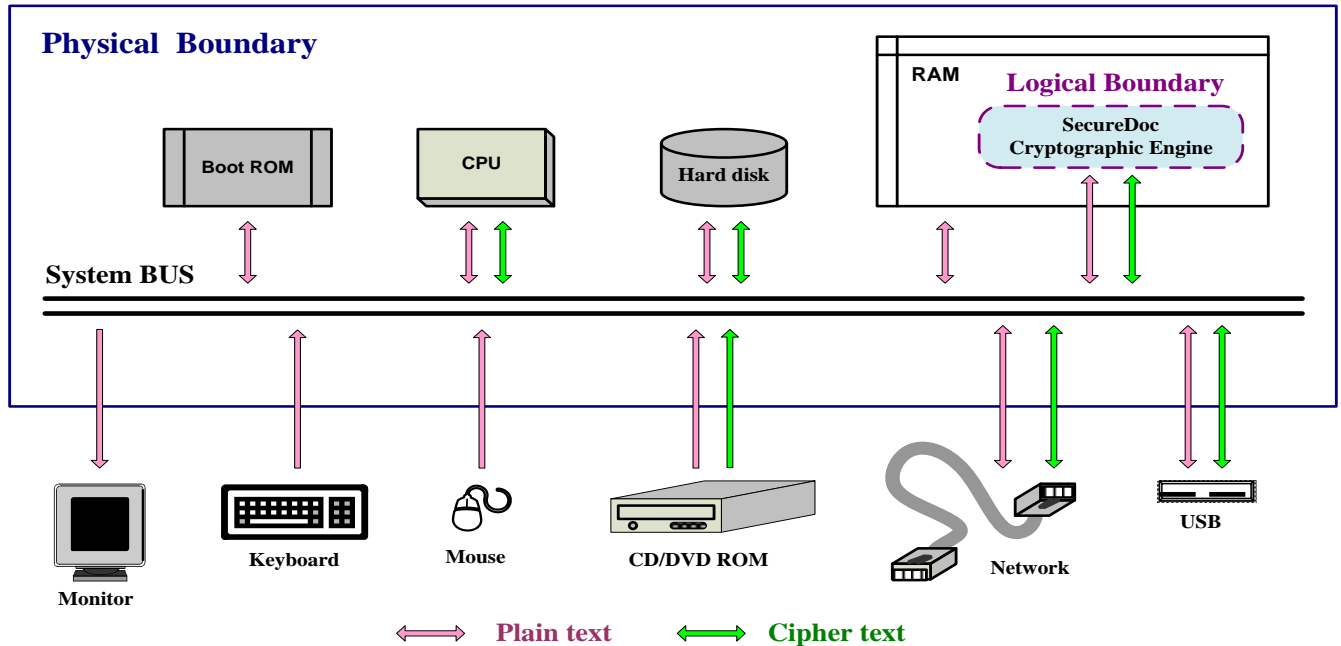 Physical Boundary
RAM
Logical Boundary
SecureDoc
Cryptographic Engine
Boot ROM
CPU
Hard disk
System BUS
Monitor
Keyboard
Mouse
CD/DVD ROM
Network
USB
Plain text
Cipher text